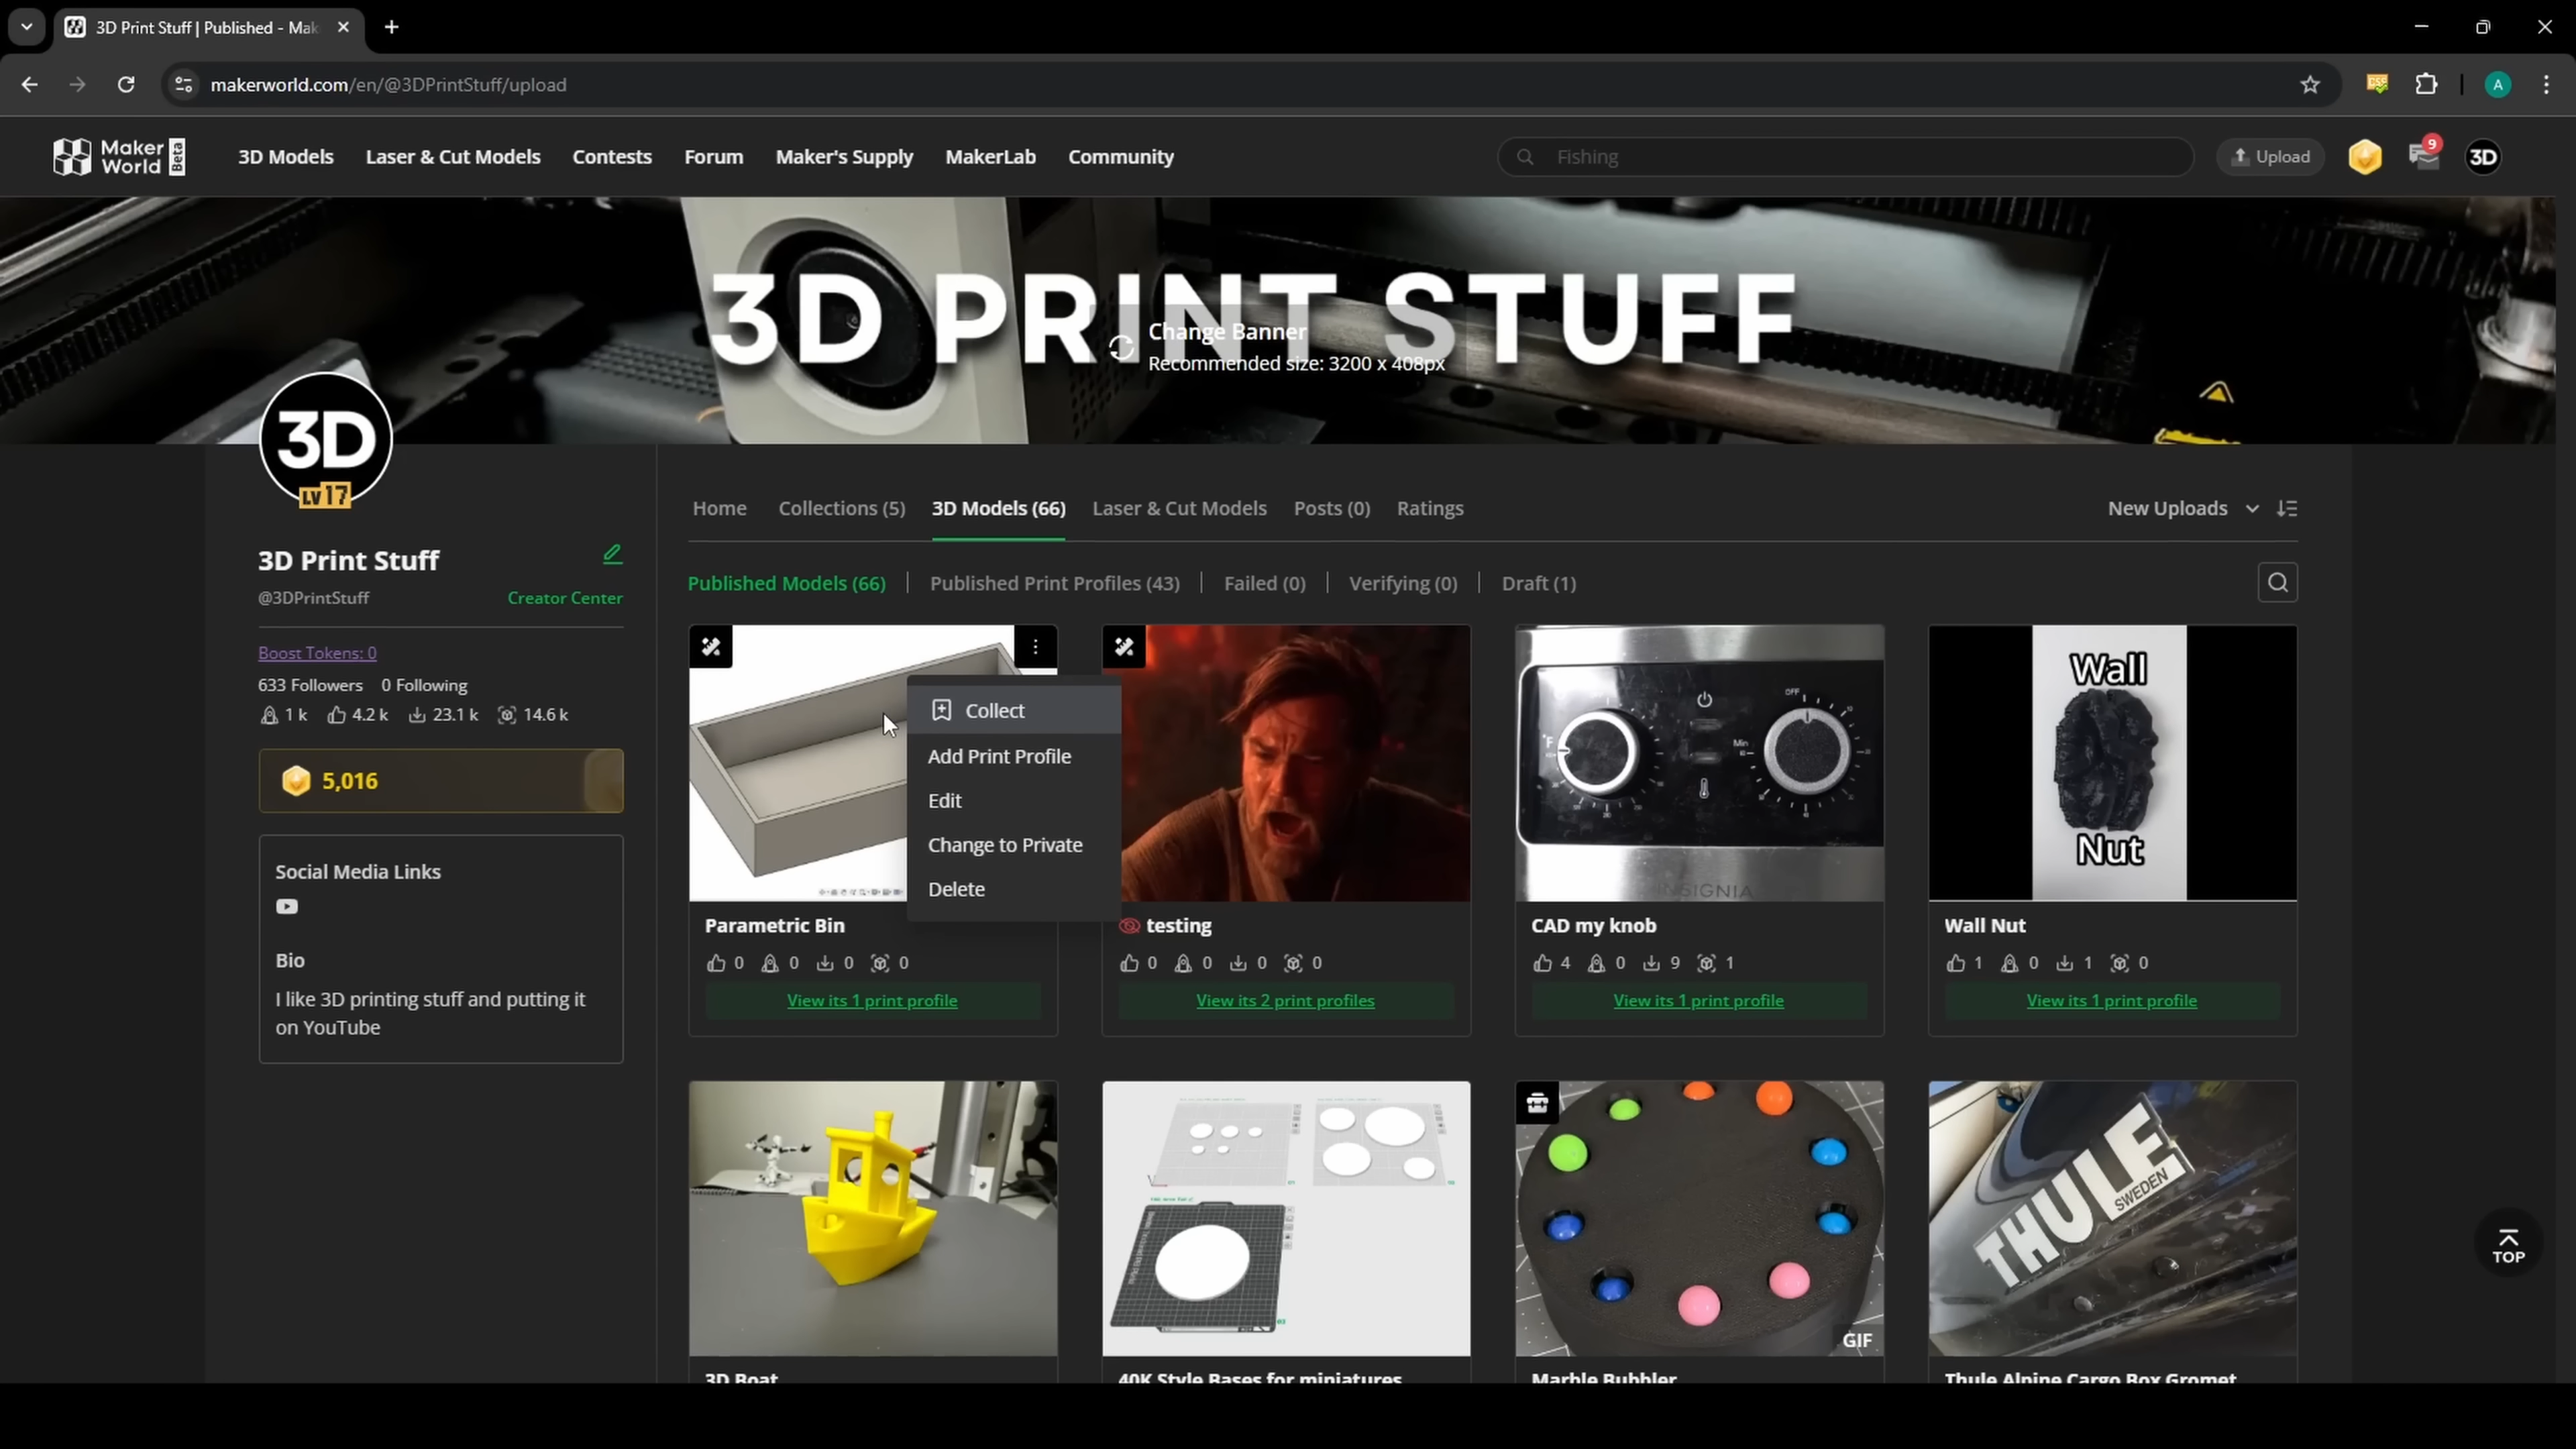 3D Print Stuff | Published - Mak
makerworld.com/en/@3DPrintStuff/upload
A
Maker World Beta
3D Models
Laser & Cut Models
Contests
Forum
Maker's Supply
MakerLab
Community
Fishing
Upload
9
3D
3D PRINT STUFF
Change Banner
Recommended size: 3200 x 408px
3D
LV17
3D Print Stuff
@3DPrintStuff
Creator Center
Boost Tokens: 0
633 Followers 0 Following
1 k 4.2 k 23.1 k 14.6 k
5,016
Social Media Links
Bio
I like 3D printing stuff and putting it
on YouTube
Home
Collections (5)
3D Models (66)
Laser & Cut Models
Posts (0)
Ratings
New Uploads
Published Models (66)
Published Print Profiles (43)
Failed (0)
Verifying (0)
Draft (1)
Collect
Add Print Profile
Edit
Change to Private
Delete
Parametric Bin
0 0 0 0
View its 1 print profile
testing
0 0 0 0
View its 2 print profiles
°F
Min
OFF
INSIGNIA
CAD my knob
4 0 9 1
View its 1 print profile
Wall
Nut
Wall Nut
1 0 1 0
View its 1 print profile
3D Boat
40K Style Bases for miniatures
GIF
Marble Bubbler
THULE
SWEDEN
Thule Alpine Cargo Box Gromet
TOP